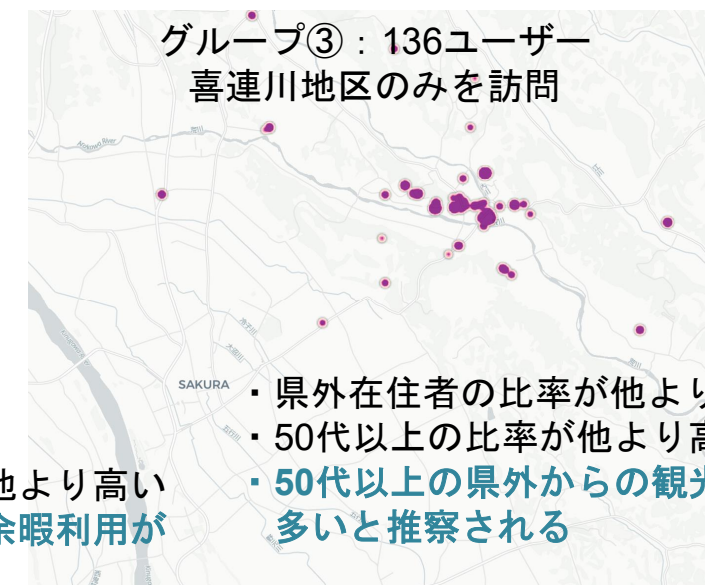 グループ③：136ユーザー
喜連川地区のみを訪問
SAKURA
・県外在住者の比率が他より
・50代以上の比率が他より高
・50代以上の県外からの観光
多いと推察される
他より高い
余暇利用が